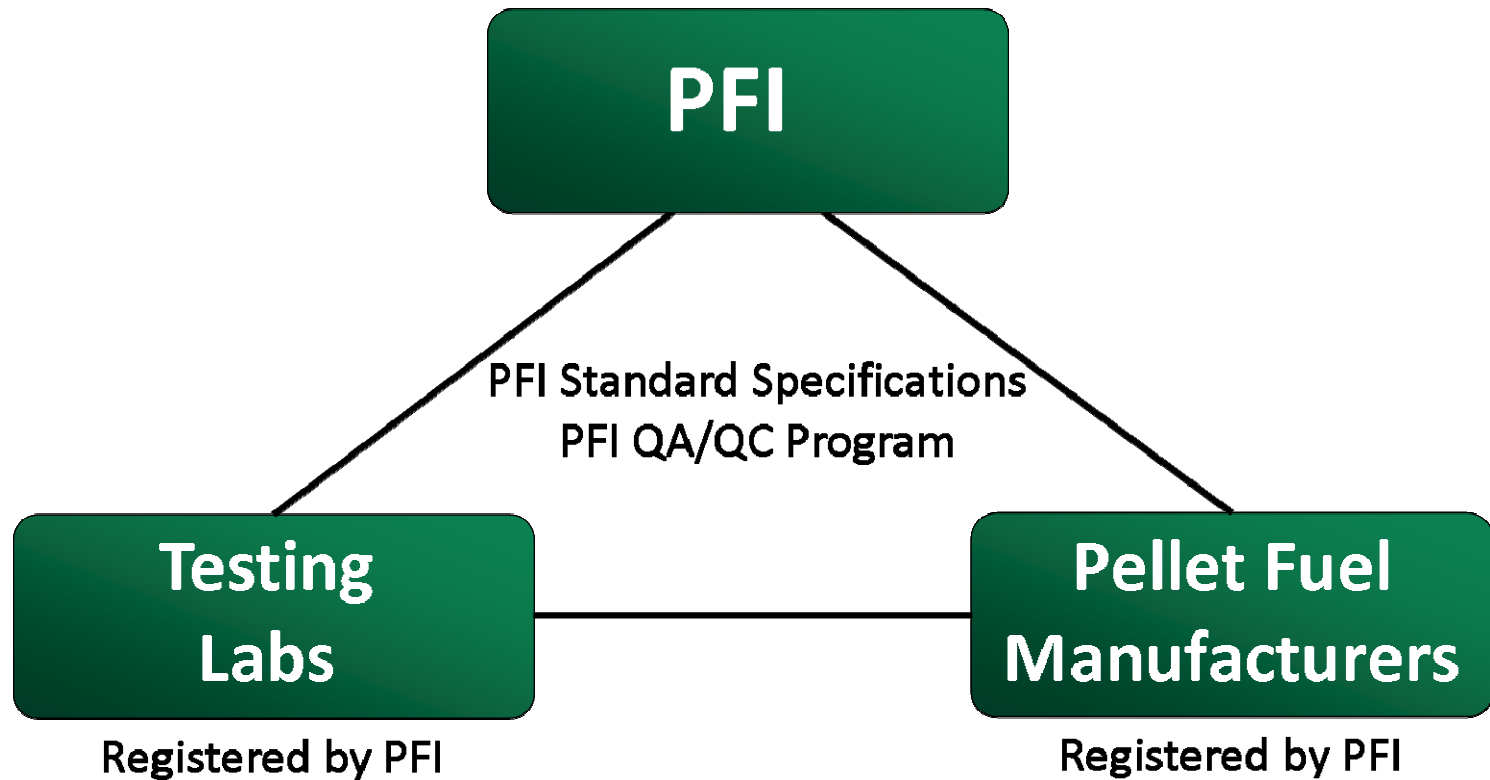 PFI
PFI Standard Specifications
PFI QA/QC Program
Testing
Labs
Pellet Fuel
Manufacturers
Registered by PFI
Registered by PFI